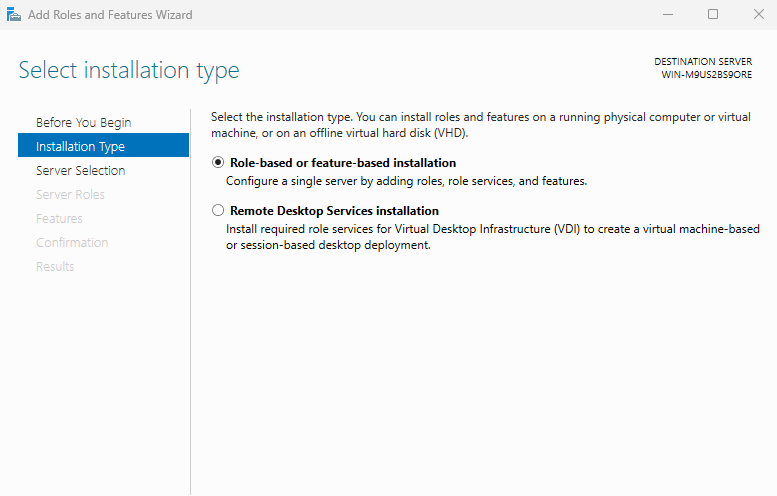 Add Roles and Features Wizard
Select installation type
DESTINATION SERVER
WIN-M9US2BS9ORE
Before You Begin
Installation Type
Server Selection
Server Roles
Features
Confirmation
Results
Select the installation type. You can install roles and features on a running physical computer or virtual
machine, or on an offline virtual hard disk (VHD).
Role-based or feature-based installation
Configure a single server by adding roles, role services, and features.
Remote Desktop Services installation
Install required role services for Virtual Desktop Infrastructure (VDI) to create a virtual machine-based
or session-based desktop deployment.